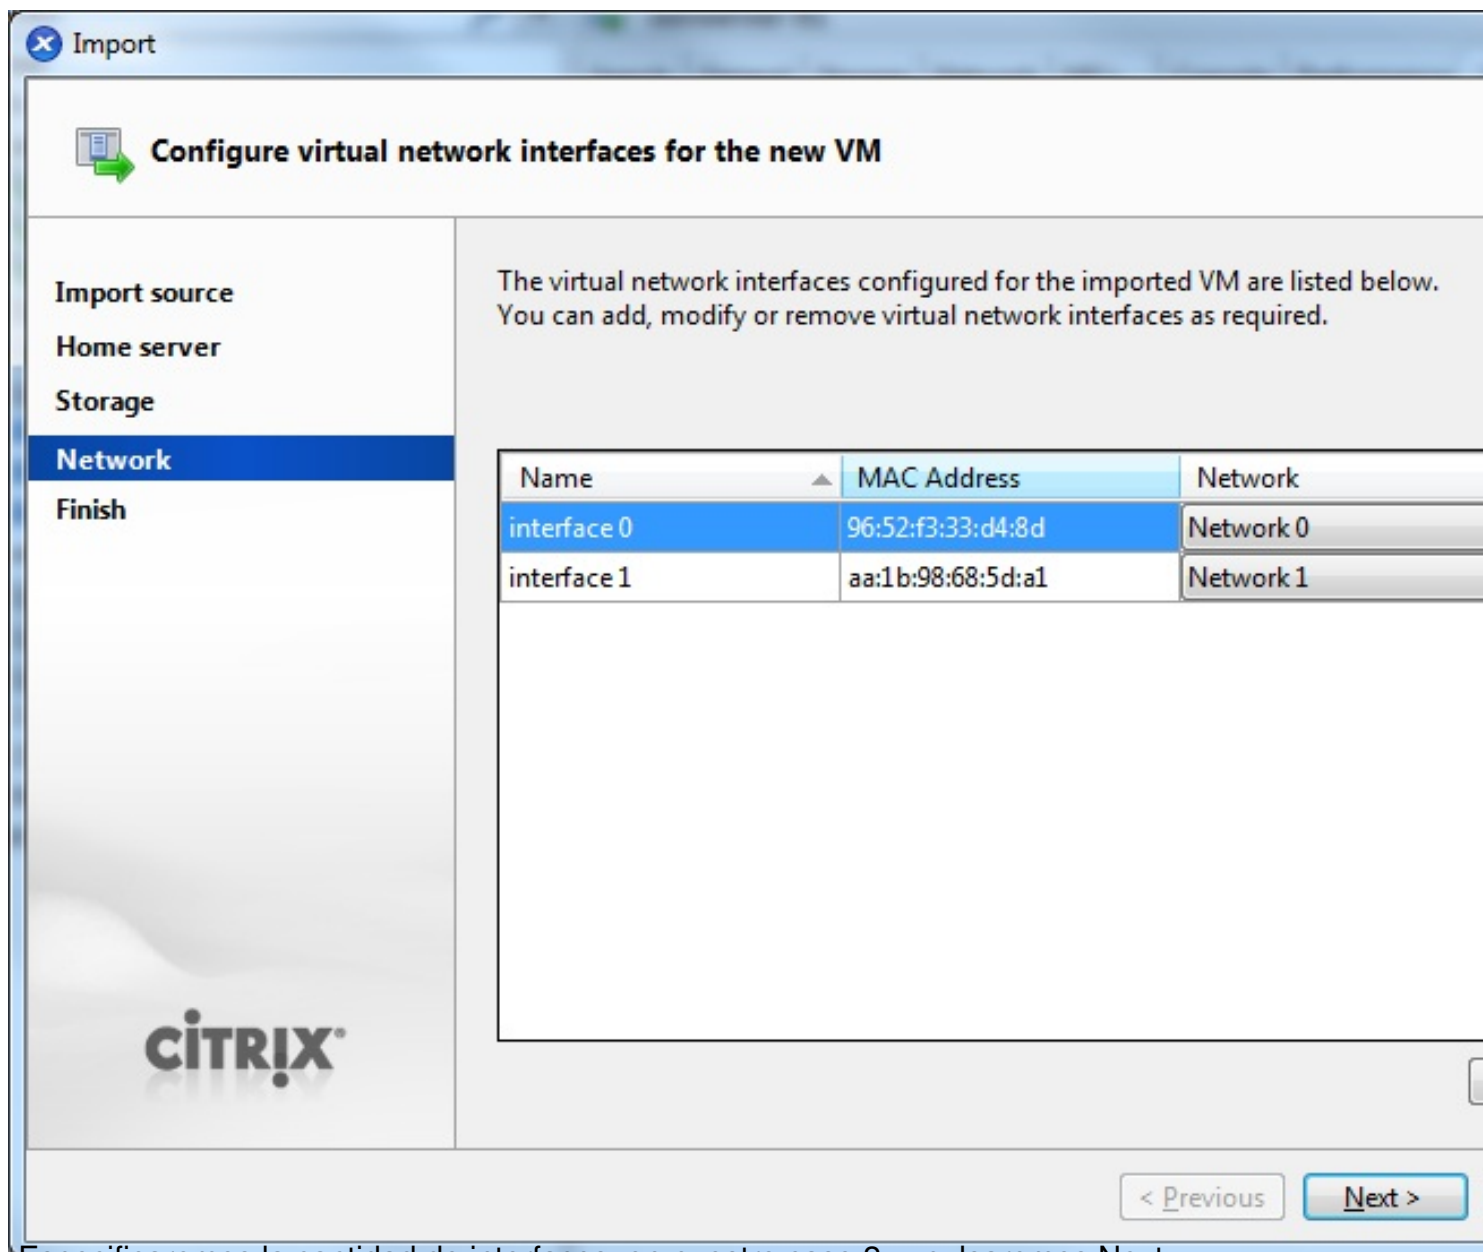 Import
Configure virtual network interfaces for the new VM
Import source
Home server
Storage
Network
Finish
The virtual network interfaces configured for the imported VM are listed below.
You can add, modify or remove virtual network interfaces as required.
Name MAC Address Network
interface 0 96:52:f3:33:d4:8d Network 0
interface 1 aa:1b:98:68:5d:a1 Network 1
CITRIX
< Previous Next >